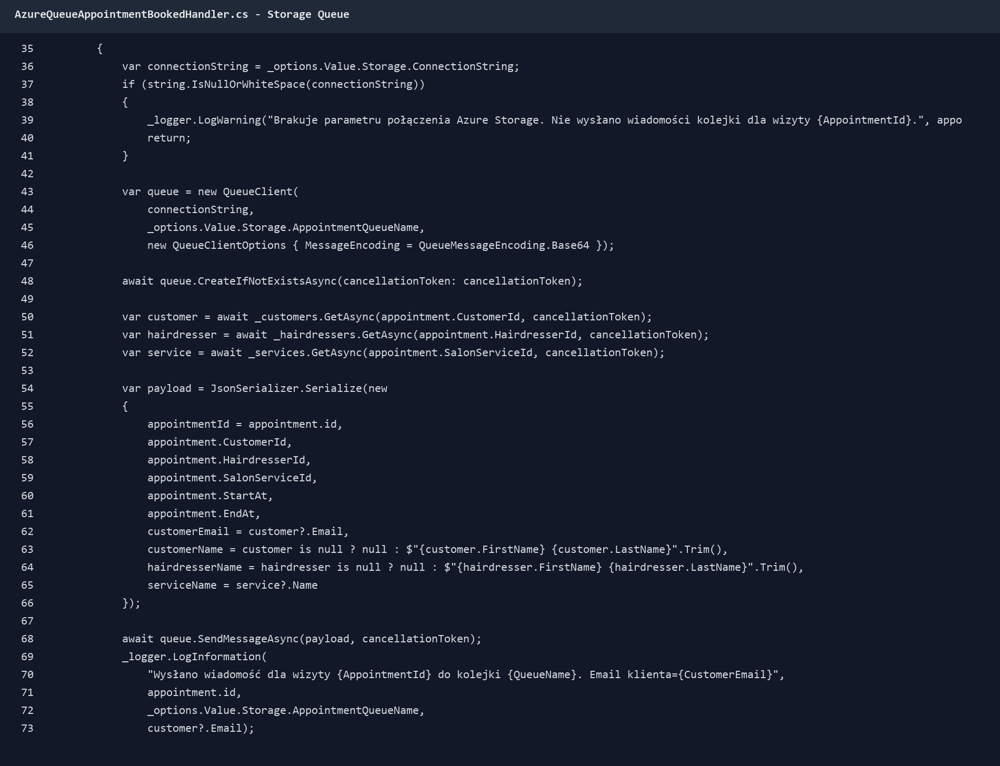 AzureQueueAppointmentBookedHandler.cs - Storage Queue
35 {
36 var connectionString = _options.Value.Storage.ConnectionString;
37 if (string.IsNullOrWhiteSpace(connectionString))
38 {
39 _logger.LogWarning("Brakuje parametru połączenia Azure Storage. Nie wysłano wiadomości kolejki dla wizyty {AppointmentId}.", appo
40 return;
41 }
42
43 var queue = new QueueClient(
44 connectionString,
45 _options.Value.Storage.AppointmentQueueName,
46 new QueueClientOptions { MessageEncoding = QueueMessageEncoding.Base64 });
47
48 await queue.CreateIfNotExistsAsync(cancellationToken: cancellationToken);
49
50 var customer = await _customers.GetAsync(appointment.CustomerId, cancellationToken);
51 var hairdresser = await _hairdressers.GetAsync(appointment.HairdresserId, cancellationToken);
52 var service = await _services.GetAsync(appointment.SalonServiceId, cancellationToken);
53
54 var payload = JsonSerializer.Serialize(new
55 {
56 appointmentId = appointment.id,
57 appointment.CustomerId,
58 appointment.HairdresserId,
59 appointment.SalonServiceId,
60 appointment.StartAt,
61 appointment.EndAt,
62 customerEmail = customer?.Email,
63 customerName = customer is null ? null : $"{customer.FirstName} {customer.LastName}".Trim(),
64 hairdresserName = hairdresser is null ? null : $"{hairdresser.FirstName} {hairdresser.LastName}".Trim(),
65 serviceName = service?.Name
66 });
67
68 await queue.SendMessageAsync(payload, cancellationToken);
69 _logger.LogInformation(
70 "Wysłano wiadomość dla wizyty {AppointmentId} do kolejki {QueueName}. Email klienta={CustomerEmail}",
71 appointment.id,
72 _options.Value.Storage.AppointmentQueueName,
73 customer?.Email);